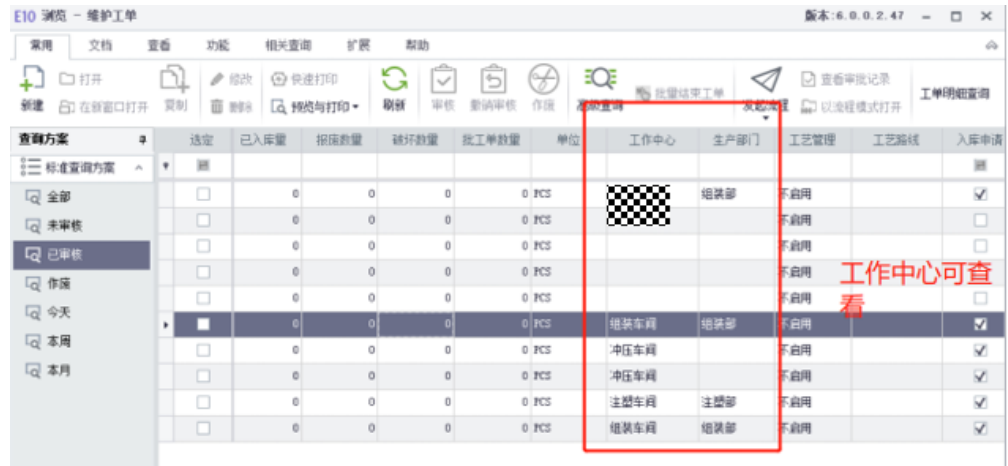 E10 浏览 - 维护工单 版本:6.0.0.2.47
常用 文档 查看 功能 相关查询 扩展 帮助
新建 打开 在新窗口打开 复制 修改 删除 快速打印 预览与打印 刷新 审核 撤销审核 作废 高级查询 批量结束工单 发起流程 查看审批记录 以流程模式打开 工单明细查询
查询方案 选定 已入库量 报废数量 破坏数量 批工单数量 单位 工作中心 生产部门 工艺管理 工艺路线 入库申请
标准查询方案
全部 0 0 0 0 PCS 组装部 不启用
未审核 0 0 0 0 PCS 不启用
已审核 0 0 0 0 PCS 不启用
作废 0 0 0 0 PCS 不启用
今天 0 0 0 0 PCS 不启用
工作中心可查
看
0 0 0 0 PCS 组装车间 组装部 不启用
本周 0 0 0 0 PCS 冲压车间 不启用
本月 0 0 0 0 PCS 冲压车间 不启用
0 0 0 0 PCS 注塑车间 注塑部 不启用
0 0 0 0 PCS 组装车间 组装部 不启用